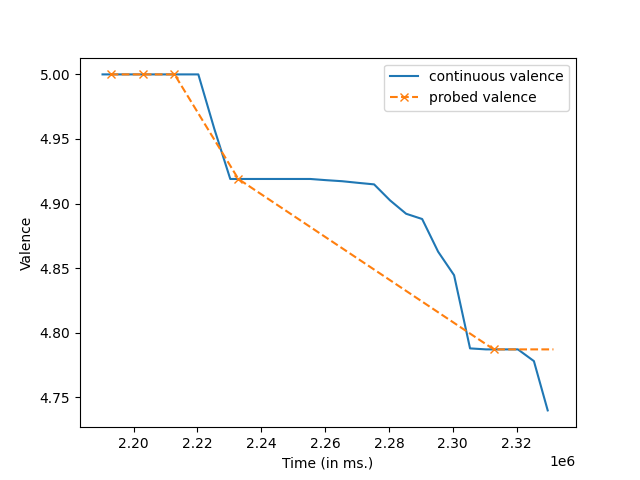 continuous valence
probed valence
5.00
4.95
4.90
4.85
4.80
4.75
Valence
2.20
2.22
2.24
2.26
2.28
2.30
2.32
Time (in ms.)
1e6